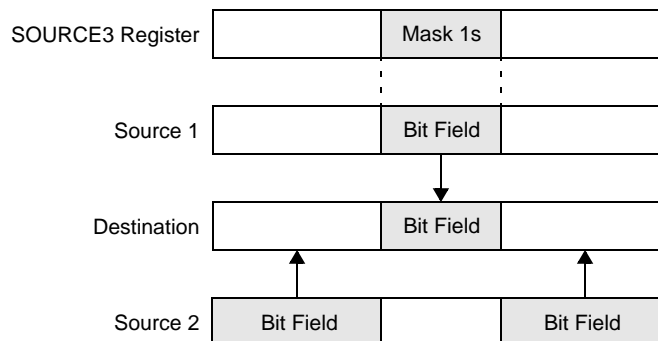 SOURCE3 Register Mask 1s
Source 1 Bit Field
Destination Bit Field
Source 2 Bit Field Bit Field